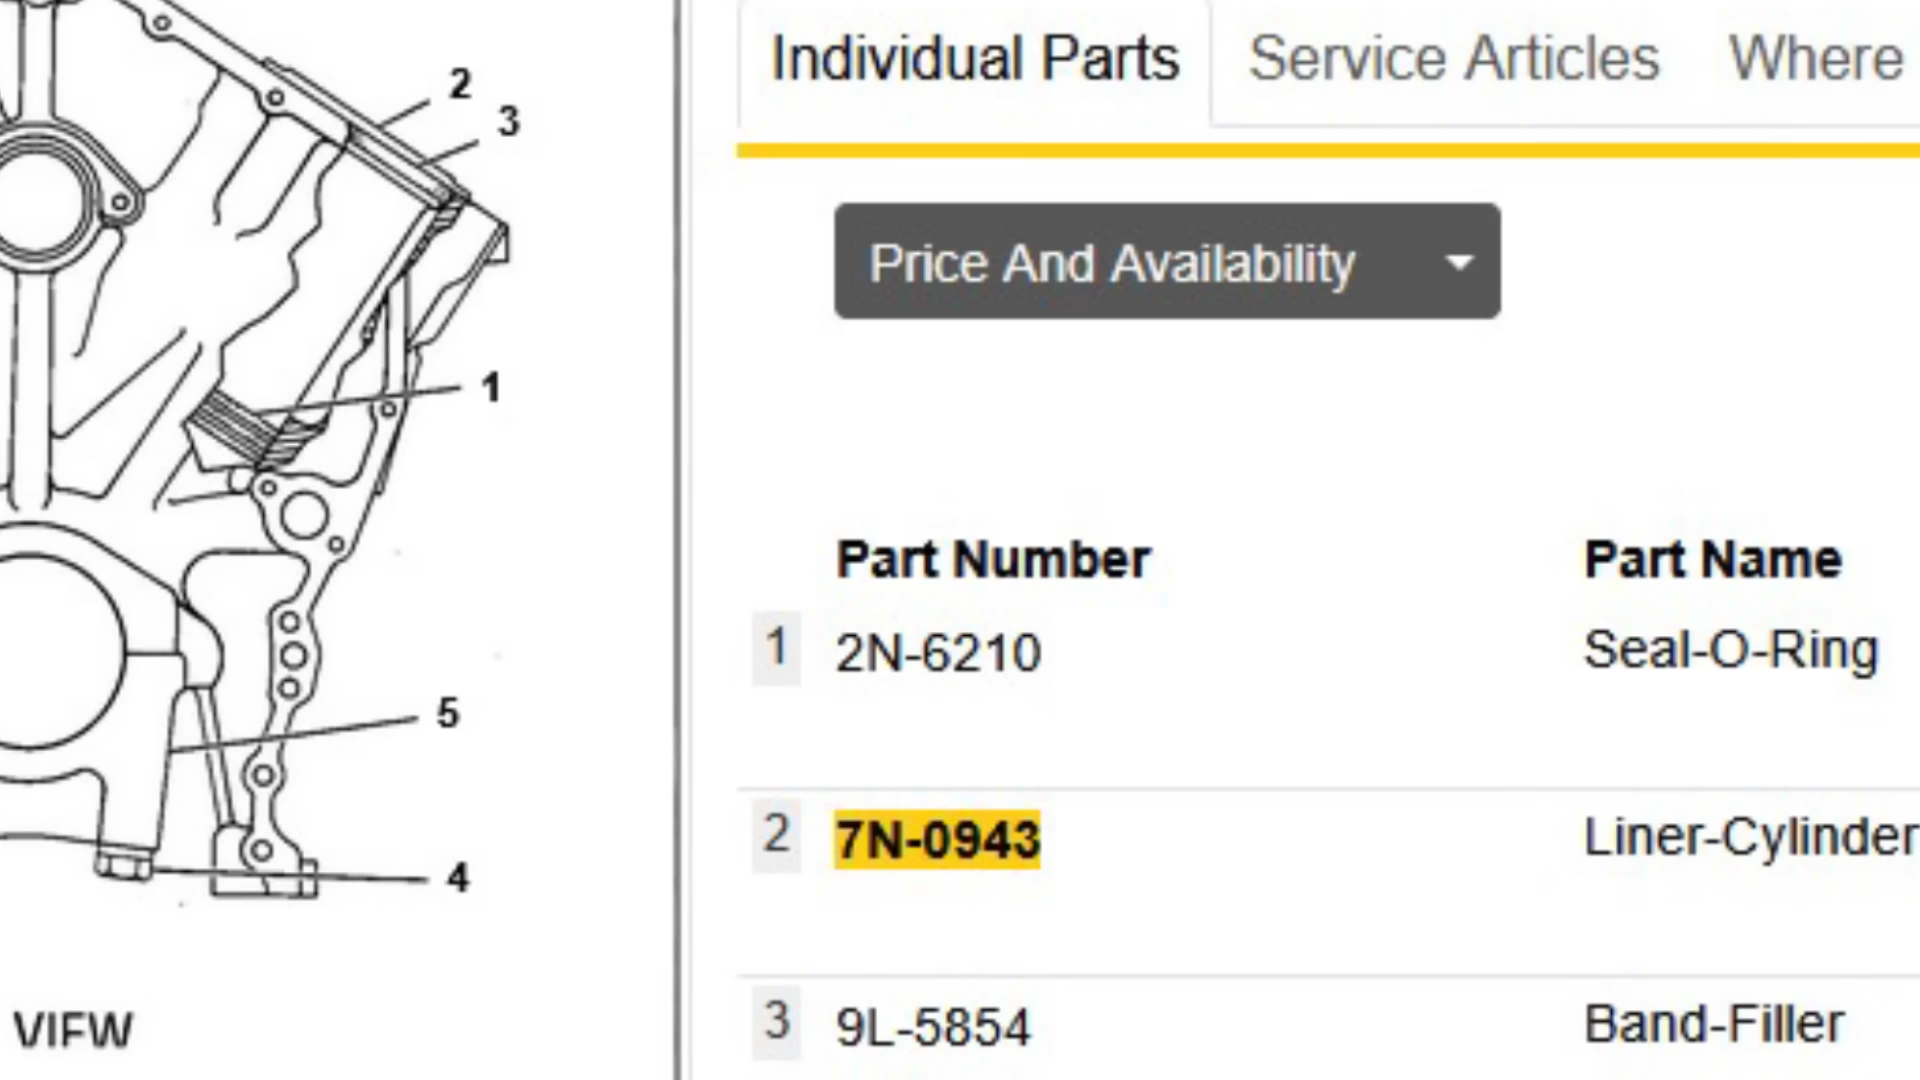 2
3
1
5
4
VIEW
Individual Parts Service Articles Where
Price And Availability
Part Number Part Name
1 2N-6210 Seal-O-Ring
2 7N-0943 Liner-Cylinder
3 9L-5854 Band-Filler